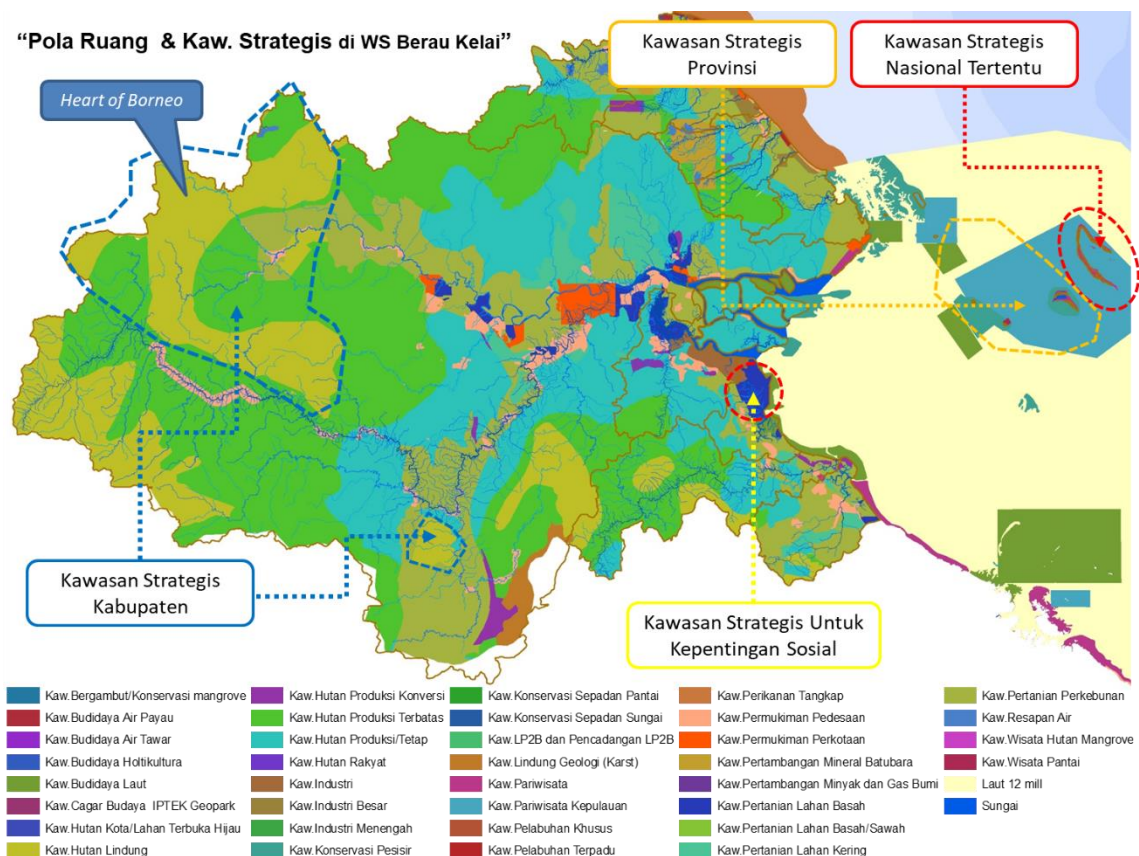 “Pola Ruang & Kaw. Strategis di WS Berau Kelai”
Heart of Borneo
Kawasan Strategis
Provinsi
Kawasan Strategis
Nasional Tertentu
Kawasan Strategis
Kabupaten
Kawasan Strategis Untuk
Kepentingan Sosial
Kaw.Bergambut/Konservasi mangrove
Kaw.Budidaya Air Payau
Kaw.Budidaya Air Tawar
Kaw.Budidaya Holtikultura
Kaw.Budidaya Laut
Kaw.Cagar Budaya IPTEK Geopark
Kaw.Hutan Kota/Lahan Terbuka Hijau
Kaw.Hutan Lindung
Kaw.Hutan Produksi Konversi
Kaw.Hutan Produksi Terbatas
Kaw.Hutan Produksi/Tetap
Kaw.Hutan Rakyat
Kaw.Industri
Kaw.Industri Besar
Kaw.Industri Menengah
Kaw.Konservasi Pesisir
Kaw.Konservasi Sepadan Pantai
Kaw.Konservasi Sepadan Sungai
Kaw.LP2B dan Pencadangan LP2B
Kaw.Lindung Geologi (Karst)
Kaw.Pariwisata
Kaw.Pariwisata Kepulauan
Kaw.Pelabuhan Khusus
Kaw.Pelabuhan Terpadu
Kaw.Perikanan Tangkap
Kaw.Permukiman Pedesaan
Kaw.Permukiman Perkotaan
Kaw.Pertambangan Mineral Batubara
Kaw.Pertambangan Minyak dan Gas Bumi
Kaw.Pertanian Lahan Basah
Kaw.Pertanian Lahan Basah/Sawah
Kaw.Pertanian Lahan Kering
Kaw.Pertanian Perkebunan
Kaw.Resapan Air
Kaw.Wisata Hutan Mangrove
Kaw.Wisata Pantai
Laut 12 mill
Sungai